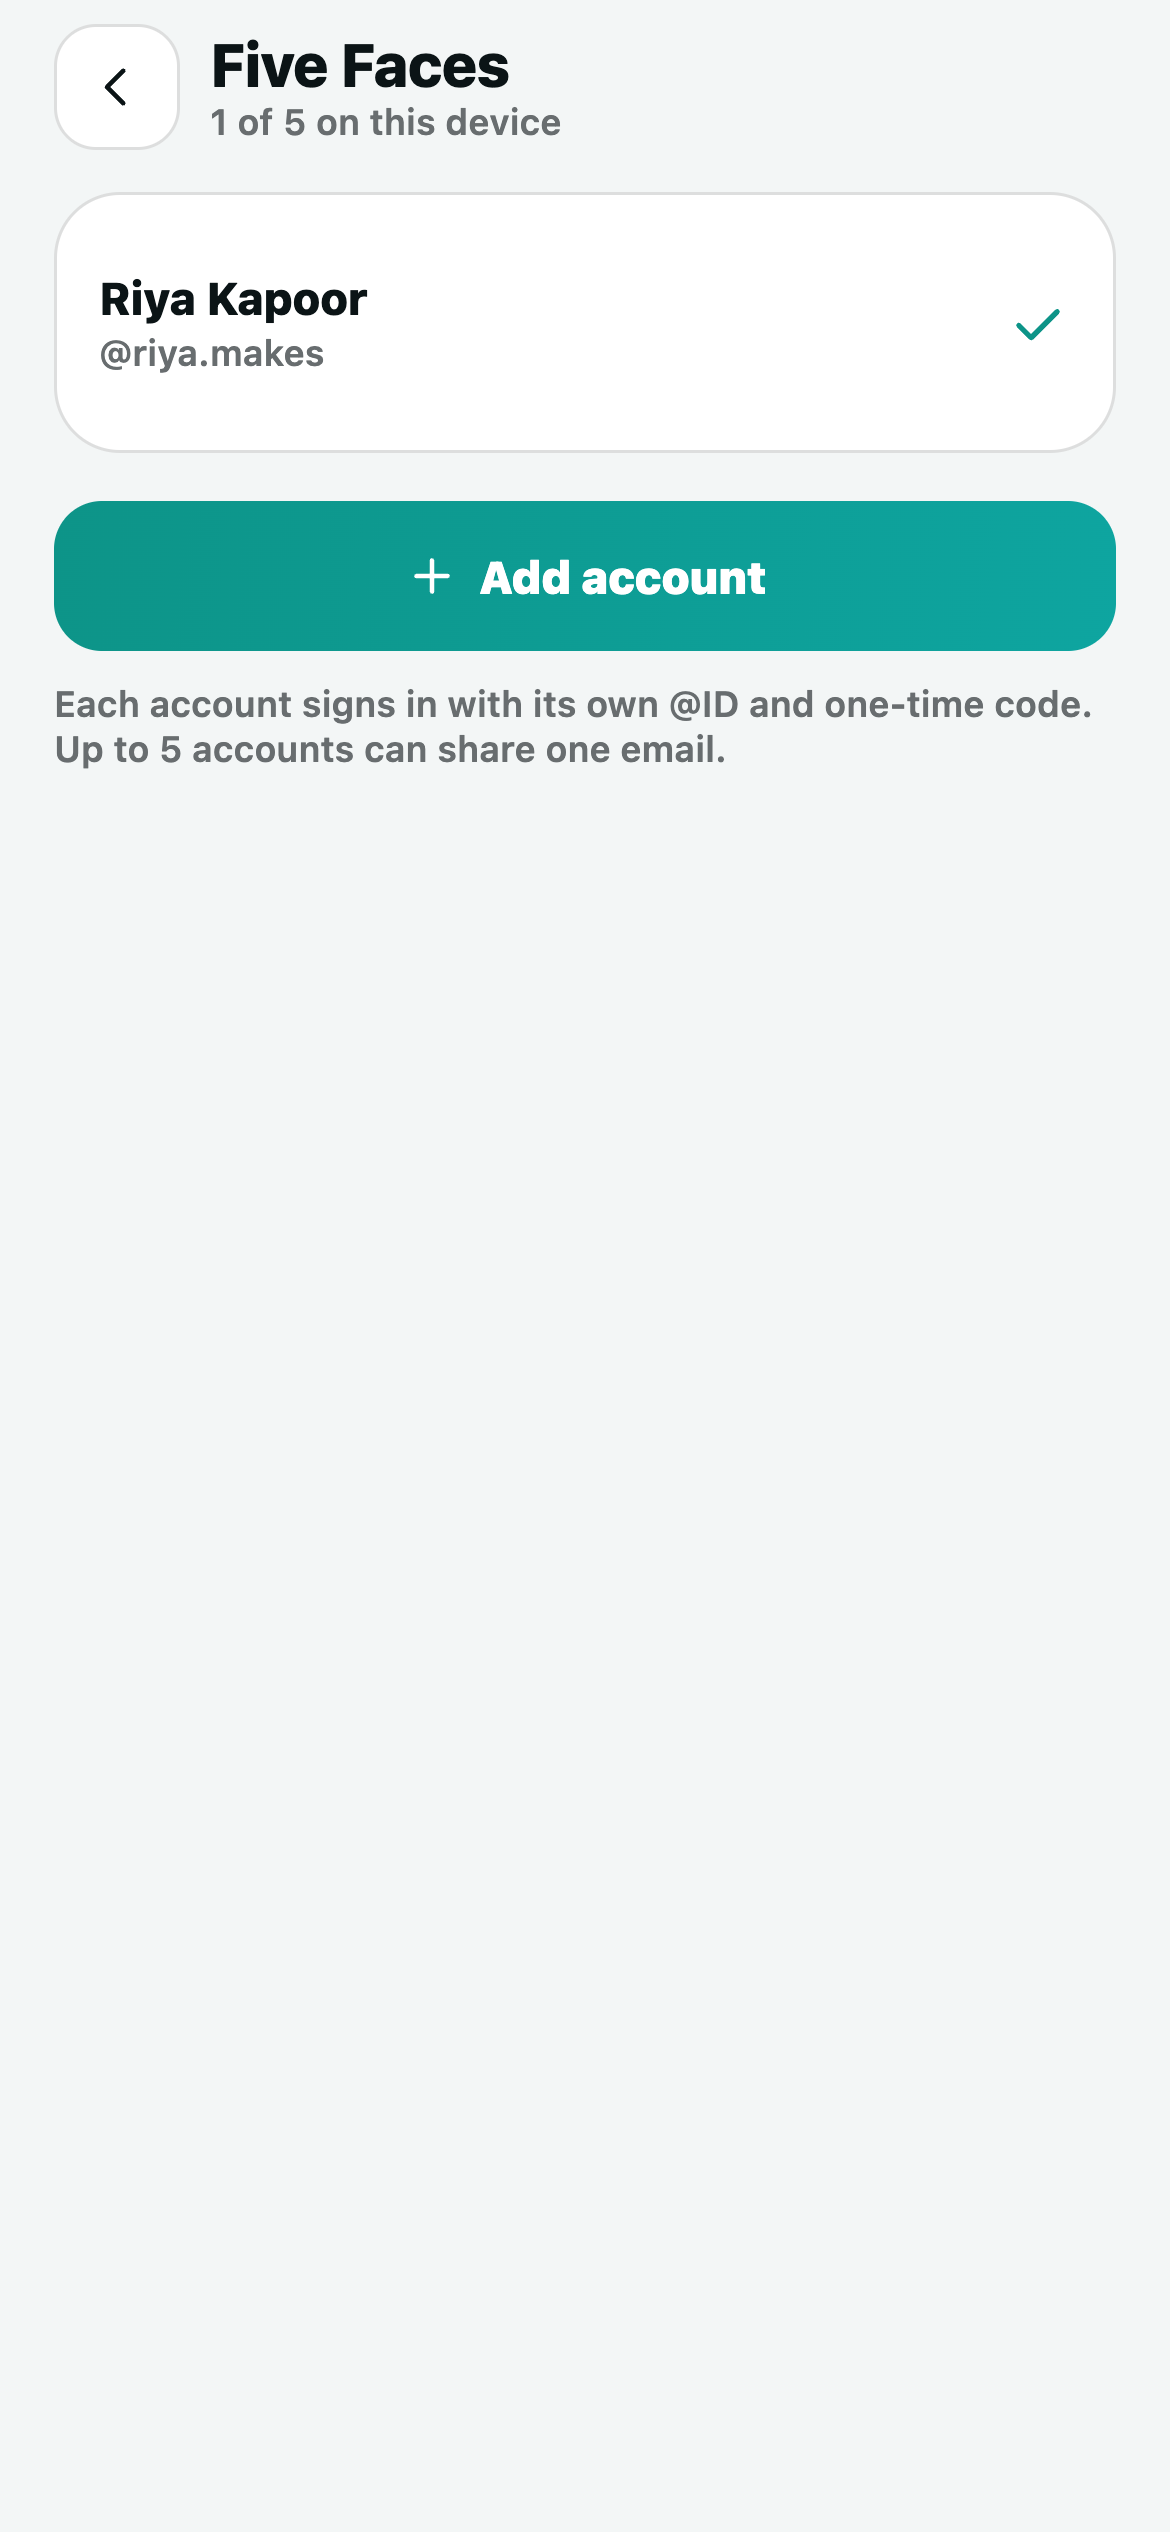 Five Faces
1 of 5 on this device
Riya Kapoor
@riya.makes
Add account
Each account signs in with its own @ID and one-time code.
Up to 5 accounts can share one email.